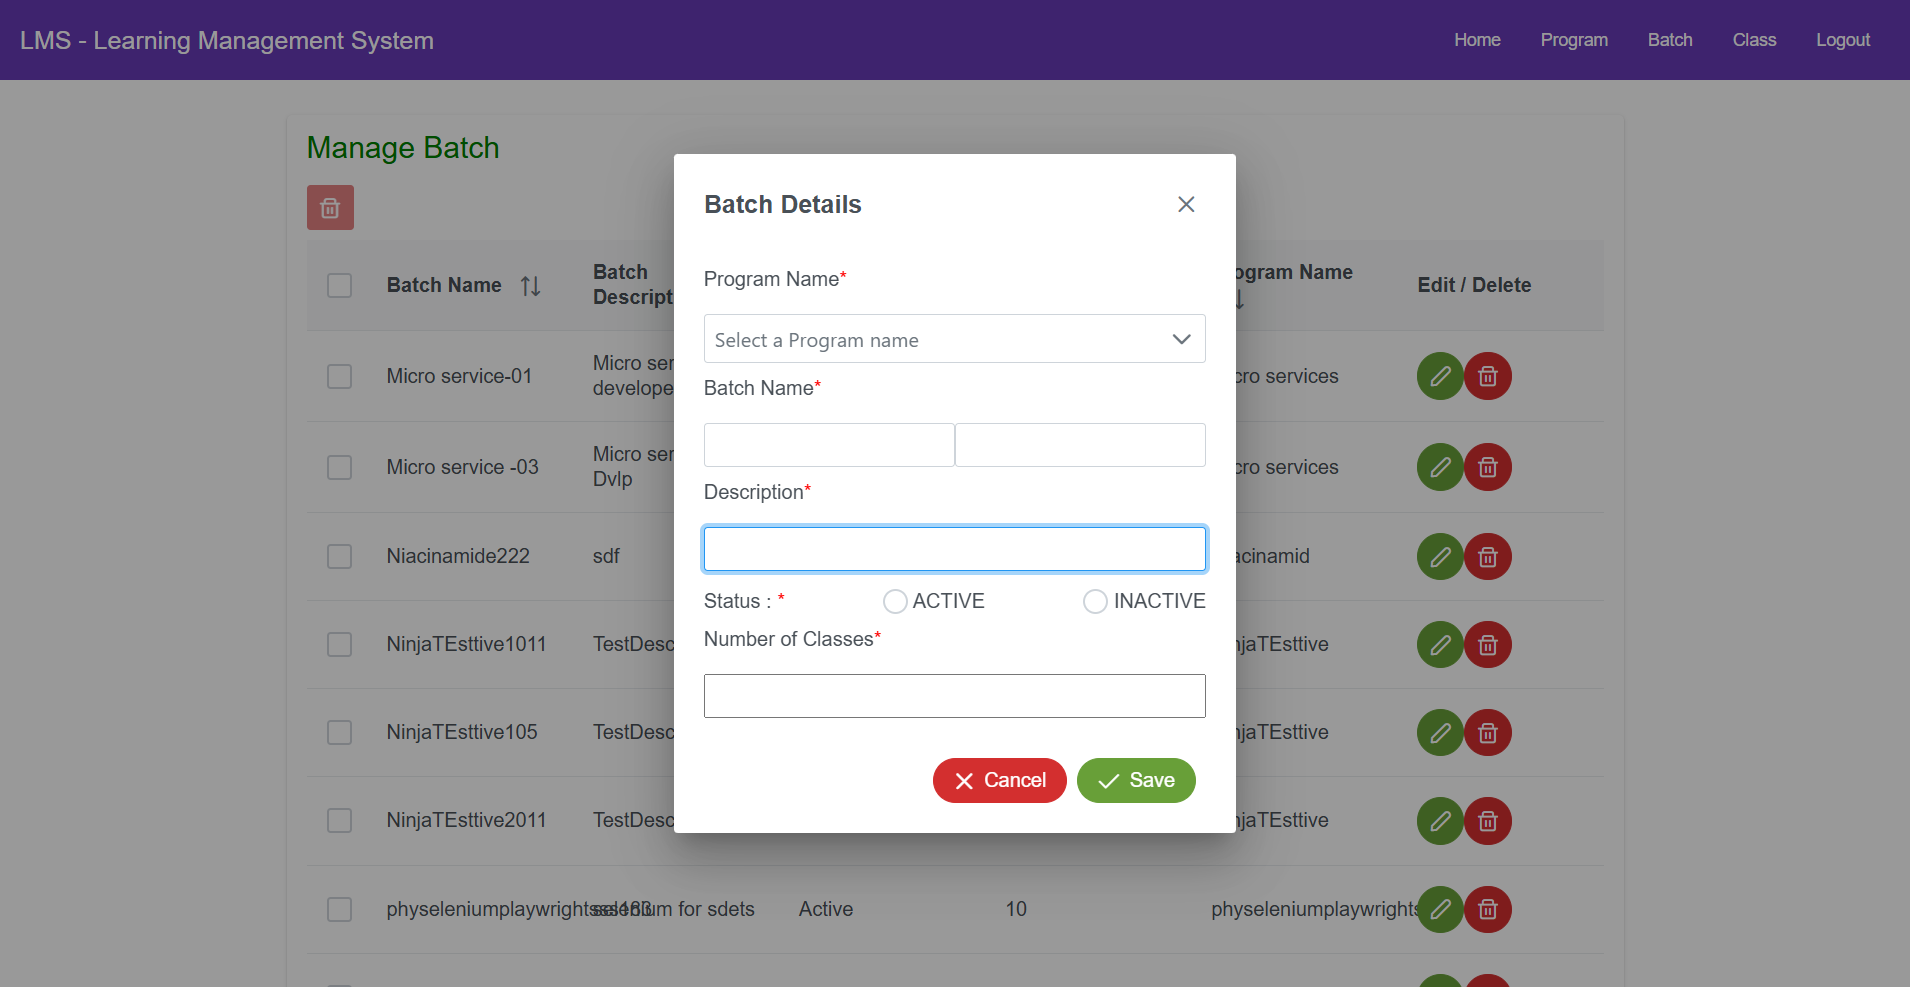 LMS - Learning Management System
Home
Program
Batch
Class
Logout
Manage Batch
Batch Name
Batch
Descript
ogram Name
Edit / Delete
Micro service-01
Micro ser
develope
cro services
Micro service -03
Micro ser
Dvlp
cro services
Niacinamide222
sdf
acinamid
NinjaTEsttive1011
TestDesc
njaTEsttive
NinjaTEsttive105
TestDesc
njaTEsttive
NinjaTEsttive2011
TestDesc
njaTEsttive
selenium for sdets
Active
10
physeleniumplaywrights
Batch Details
Program Name*
Select a Program name
Batch Name*
Description*
Status : *
ACTIVE
INACTIVE
Number of Classes*
Cancel
Save